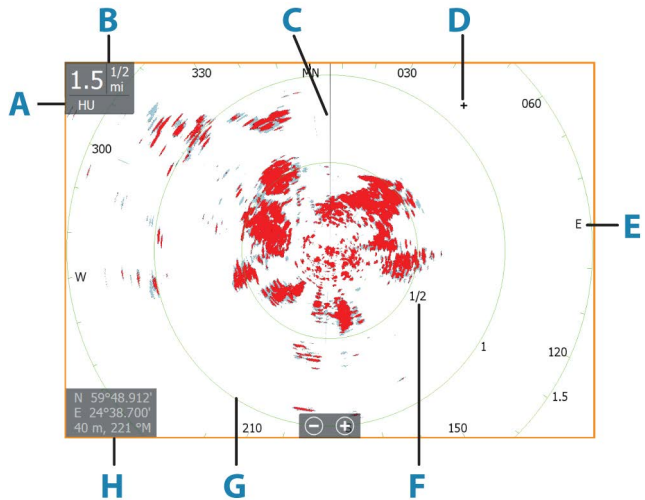 B
C
D
A
1.5 1/2 mi
HU
330
MN
030
060
300
E
E
W
1/2
1
120
1.5
N 59°48.912'
E 24°38.700'
40 m, 221 °M
210
150
H
G
F